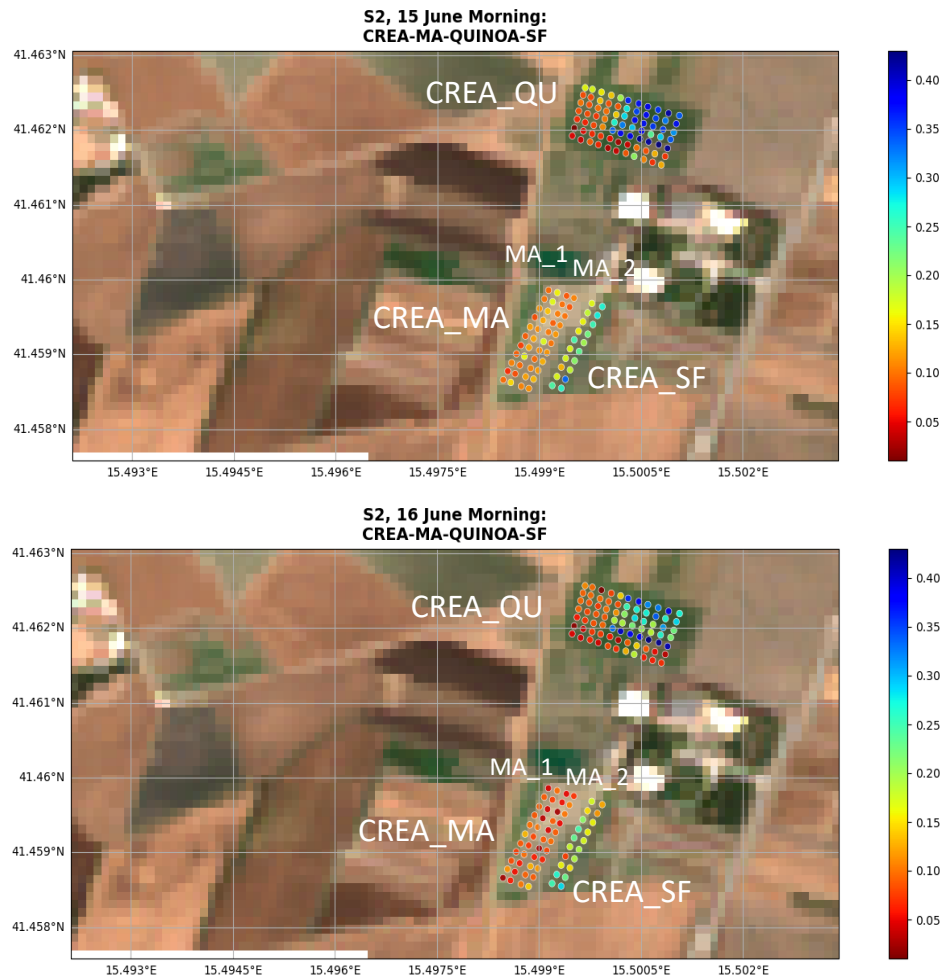 S2, 15 June Morning:
CREA-MA-QUINOA-SF
41.463°N
41.462°N
41.461°N
41.46°N
41.459°N
41.458°N
CREA_QU
MA_1
MA_2
CREA_MA
CREA_SF
15.493°E
15.4945°E
15.496°E
15.4975°E
15.499°E
15.5005°E
15.502°E
0.40
0.35
0.30
0.25
0.20
0.15
0.10
0.05
S2, 16 June Morning:
CREA-MA-QUINOA-SF
41.463°N
41.462°N
41.461°N
41.46°N
41.459°N
41.458°N
CREA_QU
MA_1
MA_2
CREA_MA
CREA_SF
15.493°E
15.4945°E
15.496°E
15.4975°E
15.499°E
15.5005°E
15.502°E
0.40
0.35
0.30
0.25
0.20
0.15
0.10
0.05